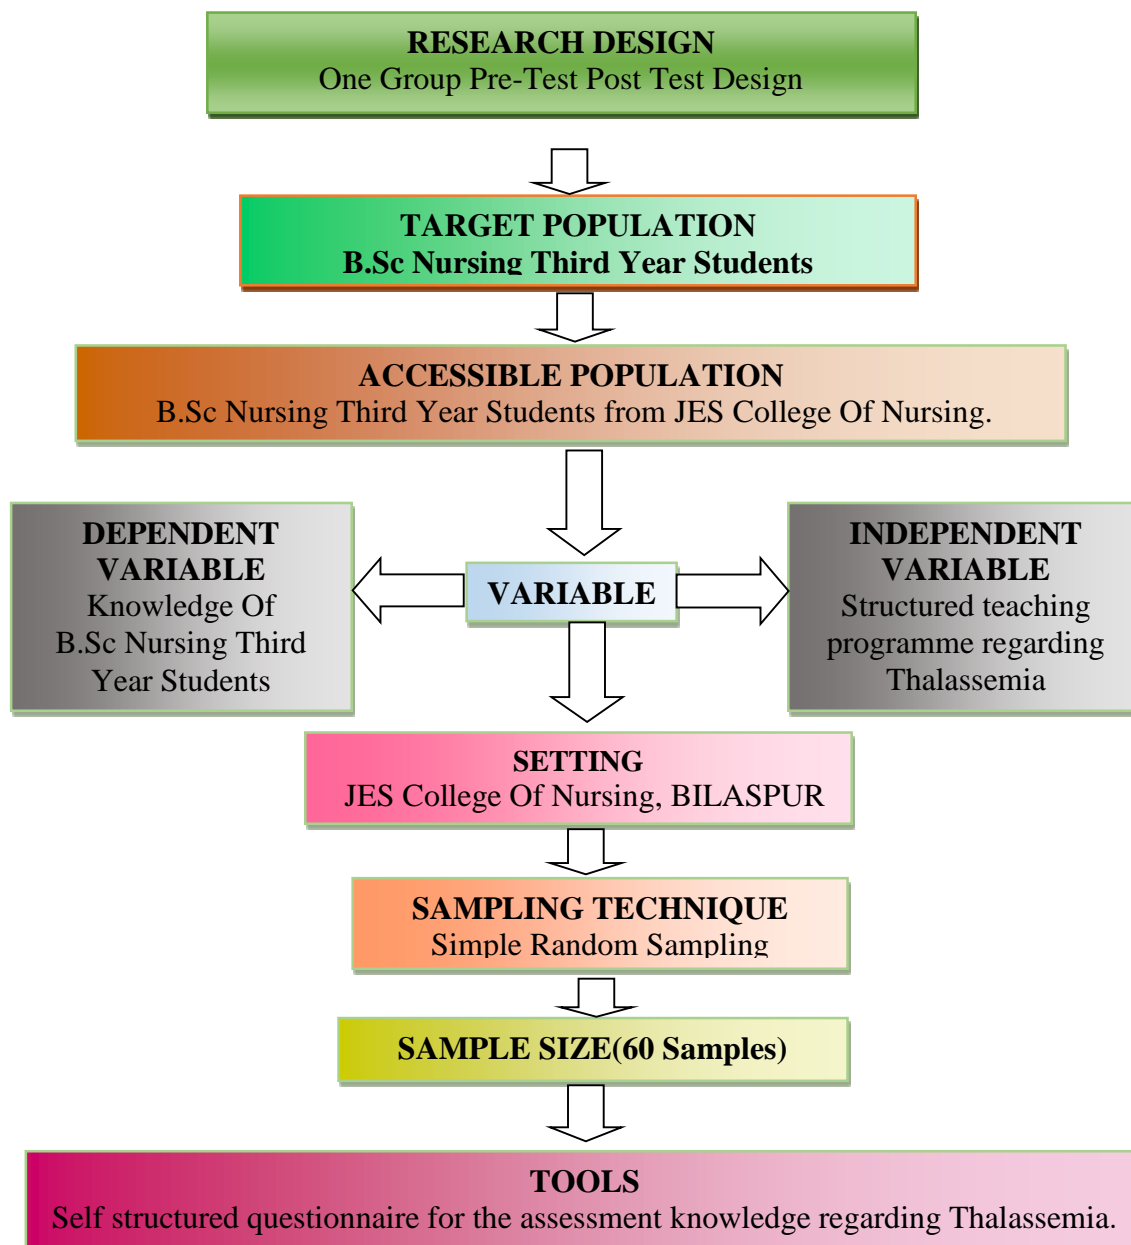 RESEARCH DESIGN
One Group Pre-Test Post Test Design
TARGET POPULATION
B.Sc Nursing Third Year Students
ACCESSIBLE POPULATION
B.Sc Nursing Third Year Students from JES College Of Nursing.
DEPENDENT
VARIABLE
Knowledge Of
B.Sc Nursing Third
Year Students
VARIABLE
INDEPENDENT
VARIABLE
Structured teaching
programme regarding
Thalassemia
SETTING
JES College Of Nursing, BILASPUR
SAMPLING TECHNIQUE
Simple Random Sampling
SAMPLE SIZE(60 Samples)
TOOLS
Self structured questionnaire for the assessment knowledge regarding Thalassemia.